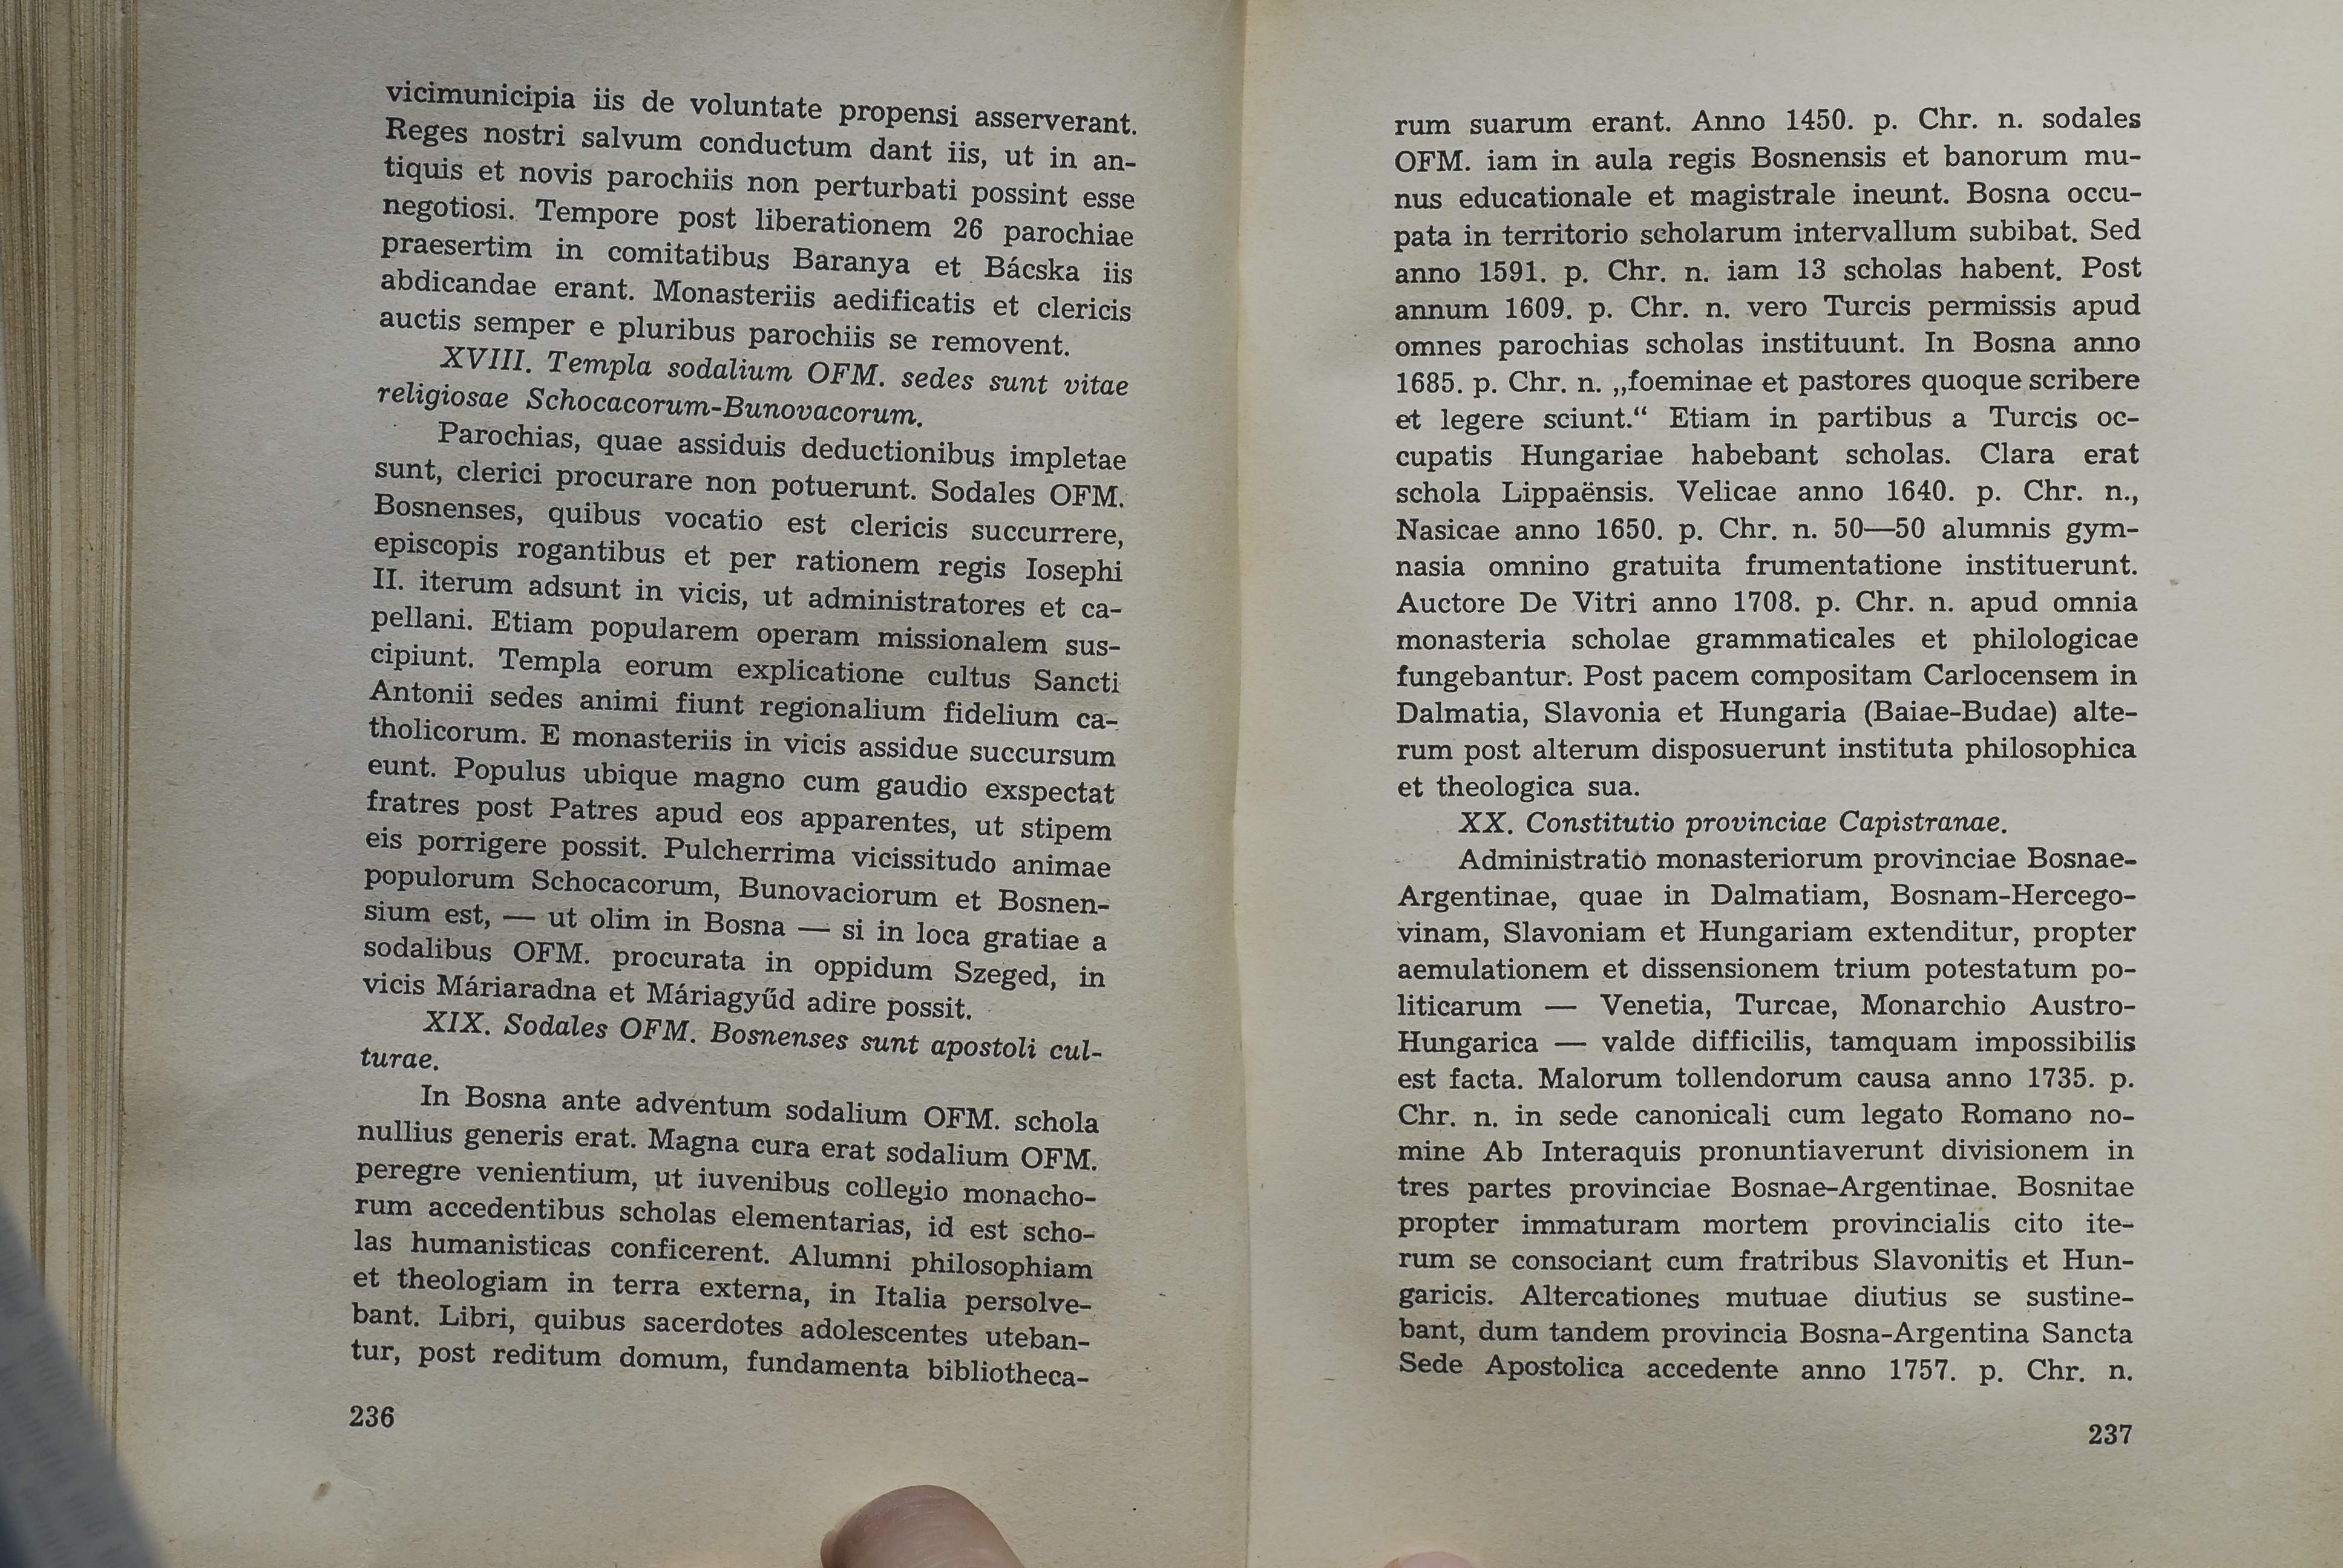 vicimunicipia iis de voluntate propensi asserverant.
Reges nostri salvum conductum dant iis, ut in an-
tiquis et novis parochiis non perturbati possint esse
negotiosi. Tempore post liberationem 26 parochiae
praesertim in comitatibus Baranya et Bácska iis
abdicandae erant. Monasteriis aedificatis et clericis
auctis semper e pluribus parochiis se removent.
XVIII. Templa sodalium OFM. sedes sunt vitae
religiosae Schocacorum-Bunovacorum.
Parochias, quae assiduis deductionibus impletae
sunt, clerici procurare non potuerunt. Sodales OFM.
Bosnenses, quibus vocatio est clericis succurrere,
episcopis rogantibus et per rationem regis Iosephi
II. iterum adsunt in vicis, ut administratores et ca-
pellani. Etiam popularem operam missionalem sus-
cipiunt. Templa eorum explicatione cultus Sancti
Antonii sedes animi fiunt regionalium fidelium ca-
tholicorum. E monasteriis in vicis assidue succursum
eunt. Populus ubique magno cum gaudio exspectat
fratres post Patres apud eos apparentes, ut stipem
eis porrigere possit. Pulcherrima vicissitudo animae
populorum Schocacorum, Bunovaciorum et Bosnen-
sium est, — ut olim in Bosna — si in loca gratiae a
sodalibus OFM. procurata in oppidum Szeged, in
vicis Máriaradna et Máriagyűd adire possit.
XIX. Sodales OFM. Bosnenses sunt apostoli cul-
turae.
In Bosna ante adventum sodalium OFM. schola
nullius generis erat. Magna cura erat sodalium OFM.
peregre venientium, ut iuvenibus collegio monacho-
rum accedentibus scholas elementarias, id est scho-
las humanisticas conficerent. Alumni philosophiam
et theologiam in terra externa, in Italia persolve-
bant. Libri, quibus sacerdotes adolescentes uteban-
tur, post reditum domum, fundamenta bibliotheca-
236
rum suarum erant. Anno 1450. p. Chr. n. sodales
OFM. iam in aula regis Bosnensis et banorum mu-
nus educationale et magistrale ineunt. Bosna occu-
pata in territorio scholarum intervallum subibat. Sed
anno 1591. p. Chr. n. iam 13 scholas habent. Post
annum 1609. p. Chr. n. vero Turcis permissis apud
omnes parochias scholas instituunt. In Bosna anno
1685. p. Chr. n. „foeminae et pastores quoque scribere
et legere sciunt.“ Etiam in partibus a Turcis oc-
cupatis Hungariae habebant scholas. Clara erat
schola Lippaënsis. Velicae anno 1640. p. Chr. n.,
Nasicae anno 1650. p. Chr. n. 50—50 alumnis gym-
nasia omnino gratuita frumentatione instituerunt.
Auctore De Vitri anno 1708. p. Chr. n. apud omnia
monasteria scholae grammaticales et philologicae
fungebantur. Post pacem compositam Carlocensem in
Dalmatia, Slavonia et Hungaria (Baiae-Budae) alte-
rum post alterum disposuerunt instituta philosophica
et theologica sua.
XX. Constitutio provinciae Capistranae.
Administratio monasteriorum provinciae Bosnae-
Argentinae, quae in Dalmatiam, Bosnam-Hercego-
vinam, Slavoniam et Hungariam extenditur, propter
aemulationem et dissensionem trium potestatum po-
liticarum — Venetia, Turcae, Monarchio Austro-
Hungarica — valde difficilis, tamquam impossibilis
est facta. Malorum tollendorum causa anno 1735. p.
Chr. n. in sede canonicali cum legato Romano no-
mine Ab Interaquis pronuntiaverunt divisionem in
tres partes provinciae Bosnae-Argentinae. Bosnitae
propter immaturam mortem provincialis cito ite-
rum se consociant cum fratribus Slavonitis et Hun-
garicis. Altercationes mutuae diutius se sustine-
bant, dum tandem provincia Bosna-Argentina Sancta
Sede Apostolica accedente anno 1757. p. Chr. n.
237